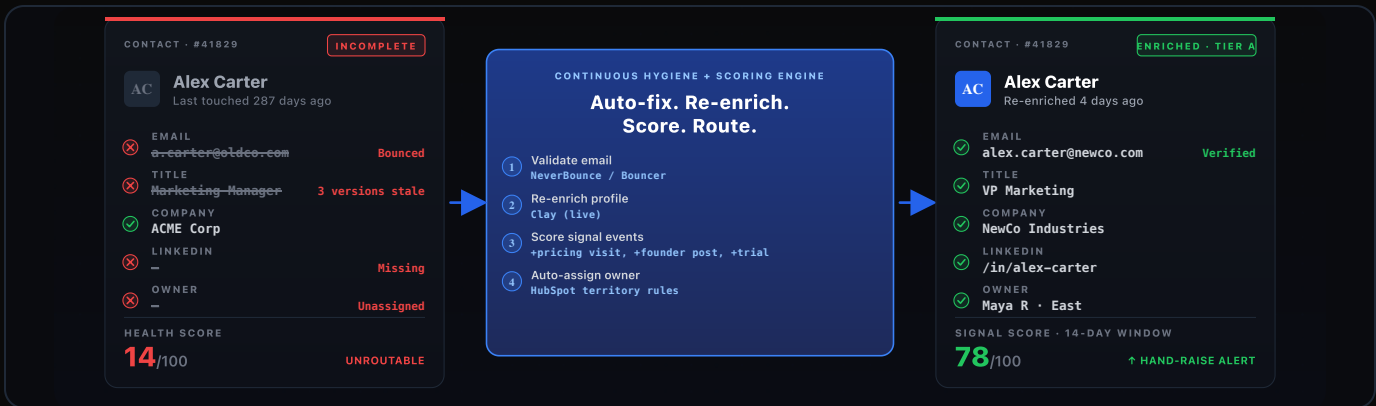 CONTACT · #41829
INCOMPLETE
AC
Alex Carter
Last touched 287 days ago
EMAIL
a.carter@oldco.com Bounced
TITLE
Marketing Manager 3 versions stale
COMPANY
ACME Corp
LINKEDIN
— Missing
OWNER
— Unassigned
HEALTH SCORE
14/100 UNROUTABLE
CONTINUOUS HYGIENE + SCORING ENGINE
Auto-fix. Re-enrich.
Score. Route.
1 Validate email
NeverBounce / Bouncer
2 Re-enrich profile
Clay (live)
3 Score signal events
+pricing visit, +founder post, +trial
4 Auto-assign owner
HubSpot territory rules
CONTACT · #41829
ENRICHED · TIER A
AC
Alex Carter
Re-enriched 4 days ago
EMAIL
alex.carter@newco.com Verified
TITLE
VP Marketing
COMPANY
NewCo Industries
LINKEDIN
/in/alex-carter
OWNER
Maya R · East
SIGNAL SCORE · 14-DAY WINDOW
78/100 ↑ HAND-RAISE ALERT